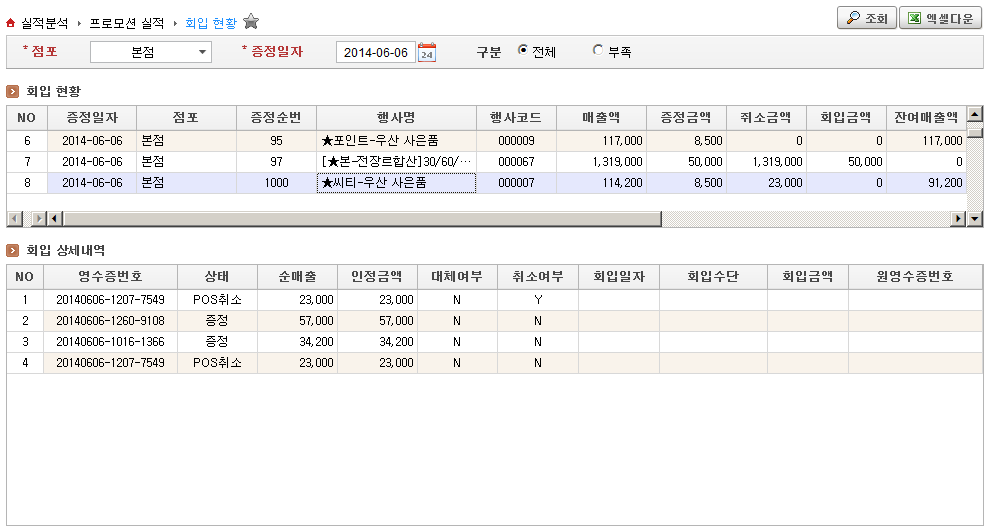 실적분석 › 프로모션 실적 › 회입 현황
조회 엑셀다운
* 점포 본점 * 증정일자 2014-06-06 24 구분 전체 부족
회입 현황
NO 증정일자 점포 증정순번 행사명 행사코드 매출액 증정금액 취소금액 회입금액 잔여매출액
6 2014-06-06 본점 95 ★포인트-우산 사은품 000009 117,000 8,500 0 0 117,000
7 2014-06-06 본점 97 [★본-전장르합산]30/60/… 000067 1,319,000 50,000 1,319,000 50,000 0
8 2014-06-06 본점 1000 ★씨티-우산 사은품 000007 114,200 8,500 23,000 0 91,200
회입 상세내역
NO 영수증번호 상태 순매출 인정금액 대체여부 취소여부 회입일자 회입수단 회입금액 원영수증번호
1 20140606-1207-7549 POS취소 23,000 23,000 N Y
2 20140606-1260-9108 증정 57,000 57,000 N N
3 20140606-1016-1366 증정 34,200 34,200 N N
4 20140606-1207-7549 POS취소 23,000 23,000 N N